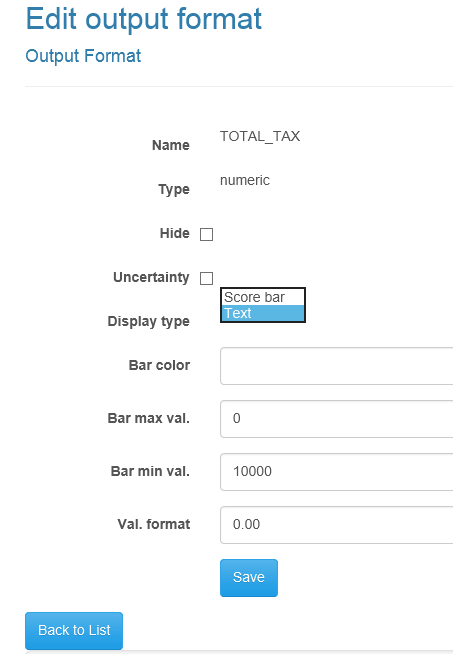 Edit output format
Output Format
Name TOTAL_TAX
Type numeric
Hide
Uncertainty
Display type Score bar
Text
Bar color
Bar max val. 0
Bar min val. 10000
Val. format 0.00
Save
Back to List